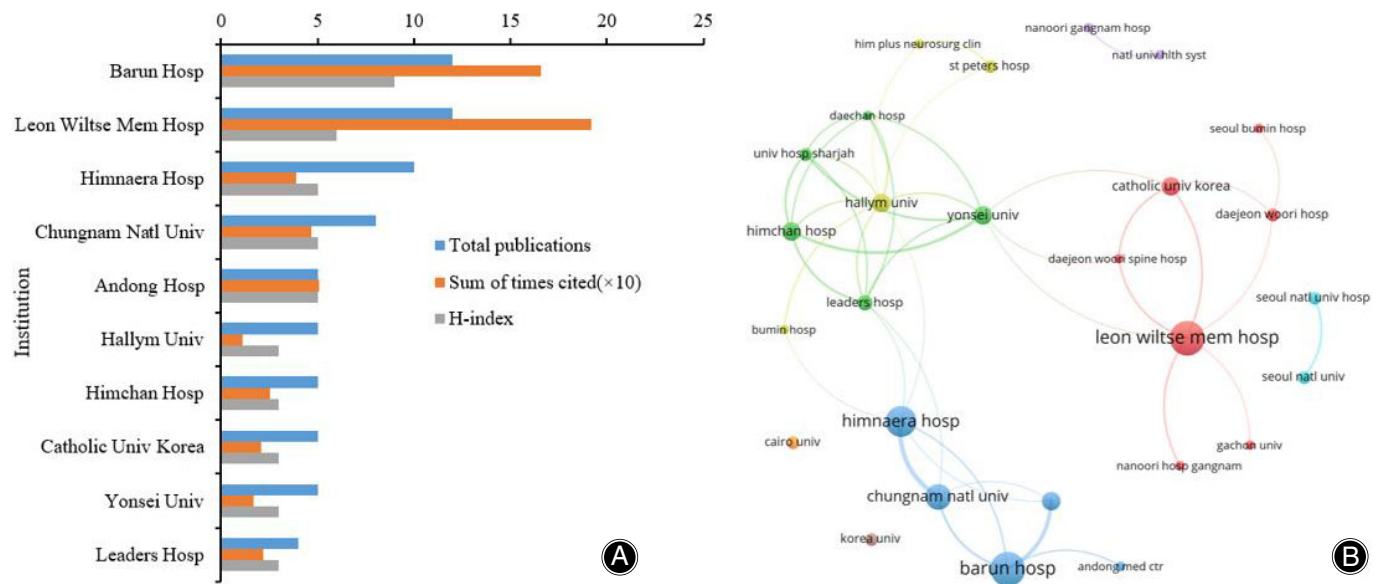 0 5 10 15 20 25
Institution
Barun Hosp
Leon Wiltse Mem Hosp
Himnaera Hosp
Chungnam Natl Univ
Andong Hosp
Hallym Univ
Himchan Hosp
Catholic Univ Korea
Yonsei Univ
Leaders Hosp
Total publications
Sum of times cited(×10)
H-index
A
nanoori gangnam hosp
him plus neurosurg clin
natl univ hlth syst
st peters hosp
daechan hosp
seoul bumin hosp
univ hosp sharjah
catholic univ korea
hallym univ
yonsei univ
daejeon woori hosp
himchan hosp
daejeon woori spine hosp
seoul natl univ hosp
leaders hosp
bumin hosp
leon wiltse mem hosp
seoul natl univ
himnaera hosp
cairo univ
gachon univ
nanoori hosp gangnam
chungnam natl univ
korea univ
andong med ctr
barun hosp
B